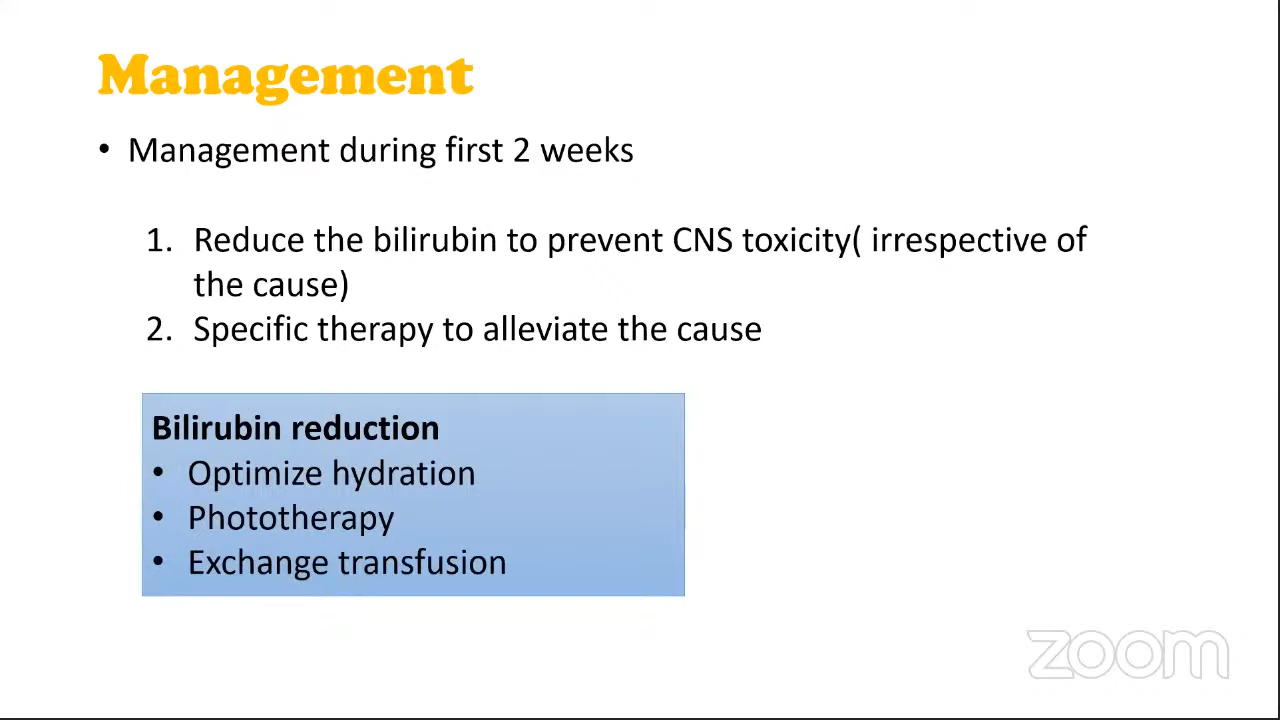 Management
• Management during first 2 weeks
1. Reduce the bilirubin to prevent CNS toxicity( irrespective of
the cause)
2. Specific therapy to alleviate the cause
Bilirubin reduction
• Optimize hydration
• Phototherapy
• Exchange transfusion
zoom